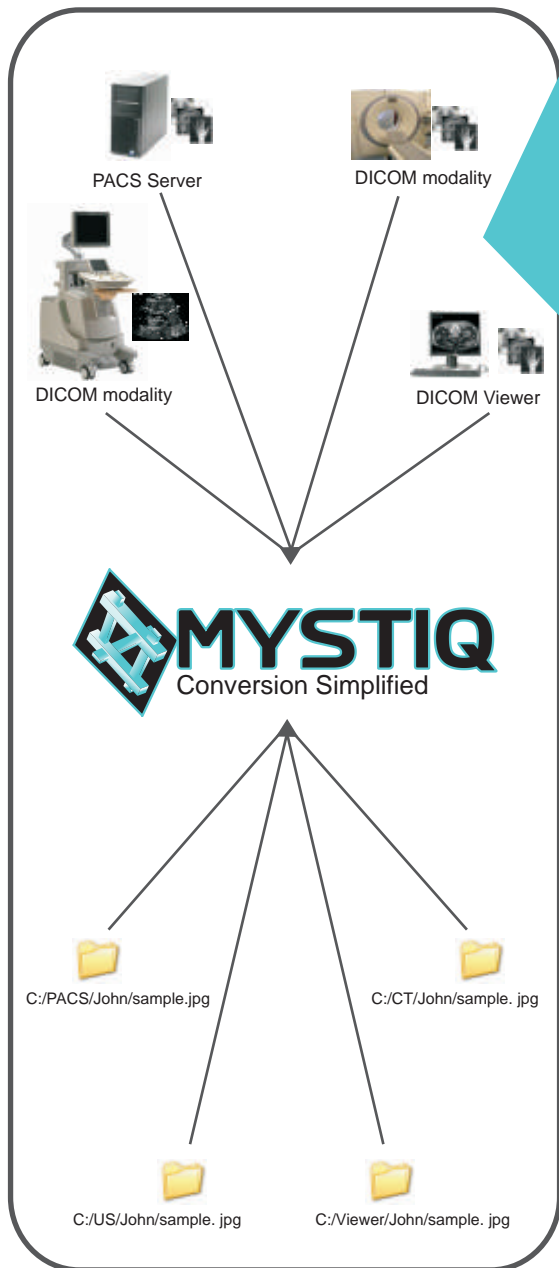 PACS Server
DICOM modality
DICOM modality
DICOM Viewer
MYSTIQ
Conversion Simplified
C:/PACS/John/sample.jpg
C:/CT/John/sample. jpg
C:/US/John/sample. jpg
C:/Viewer/John/sample. jpg